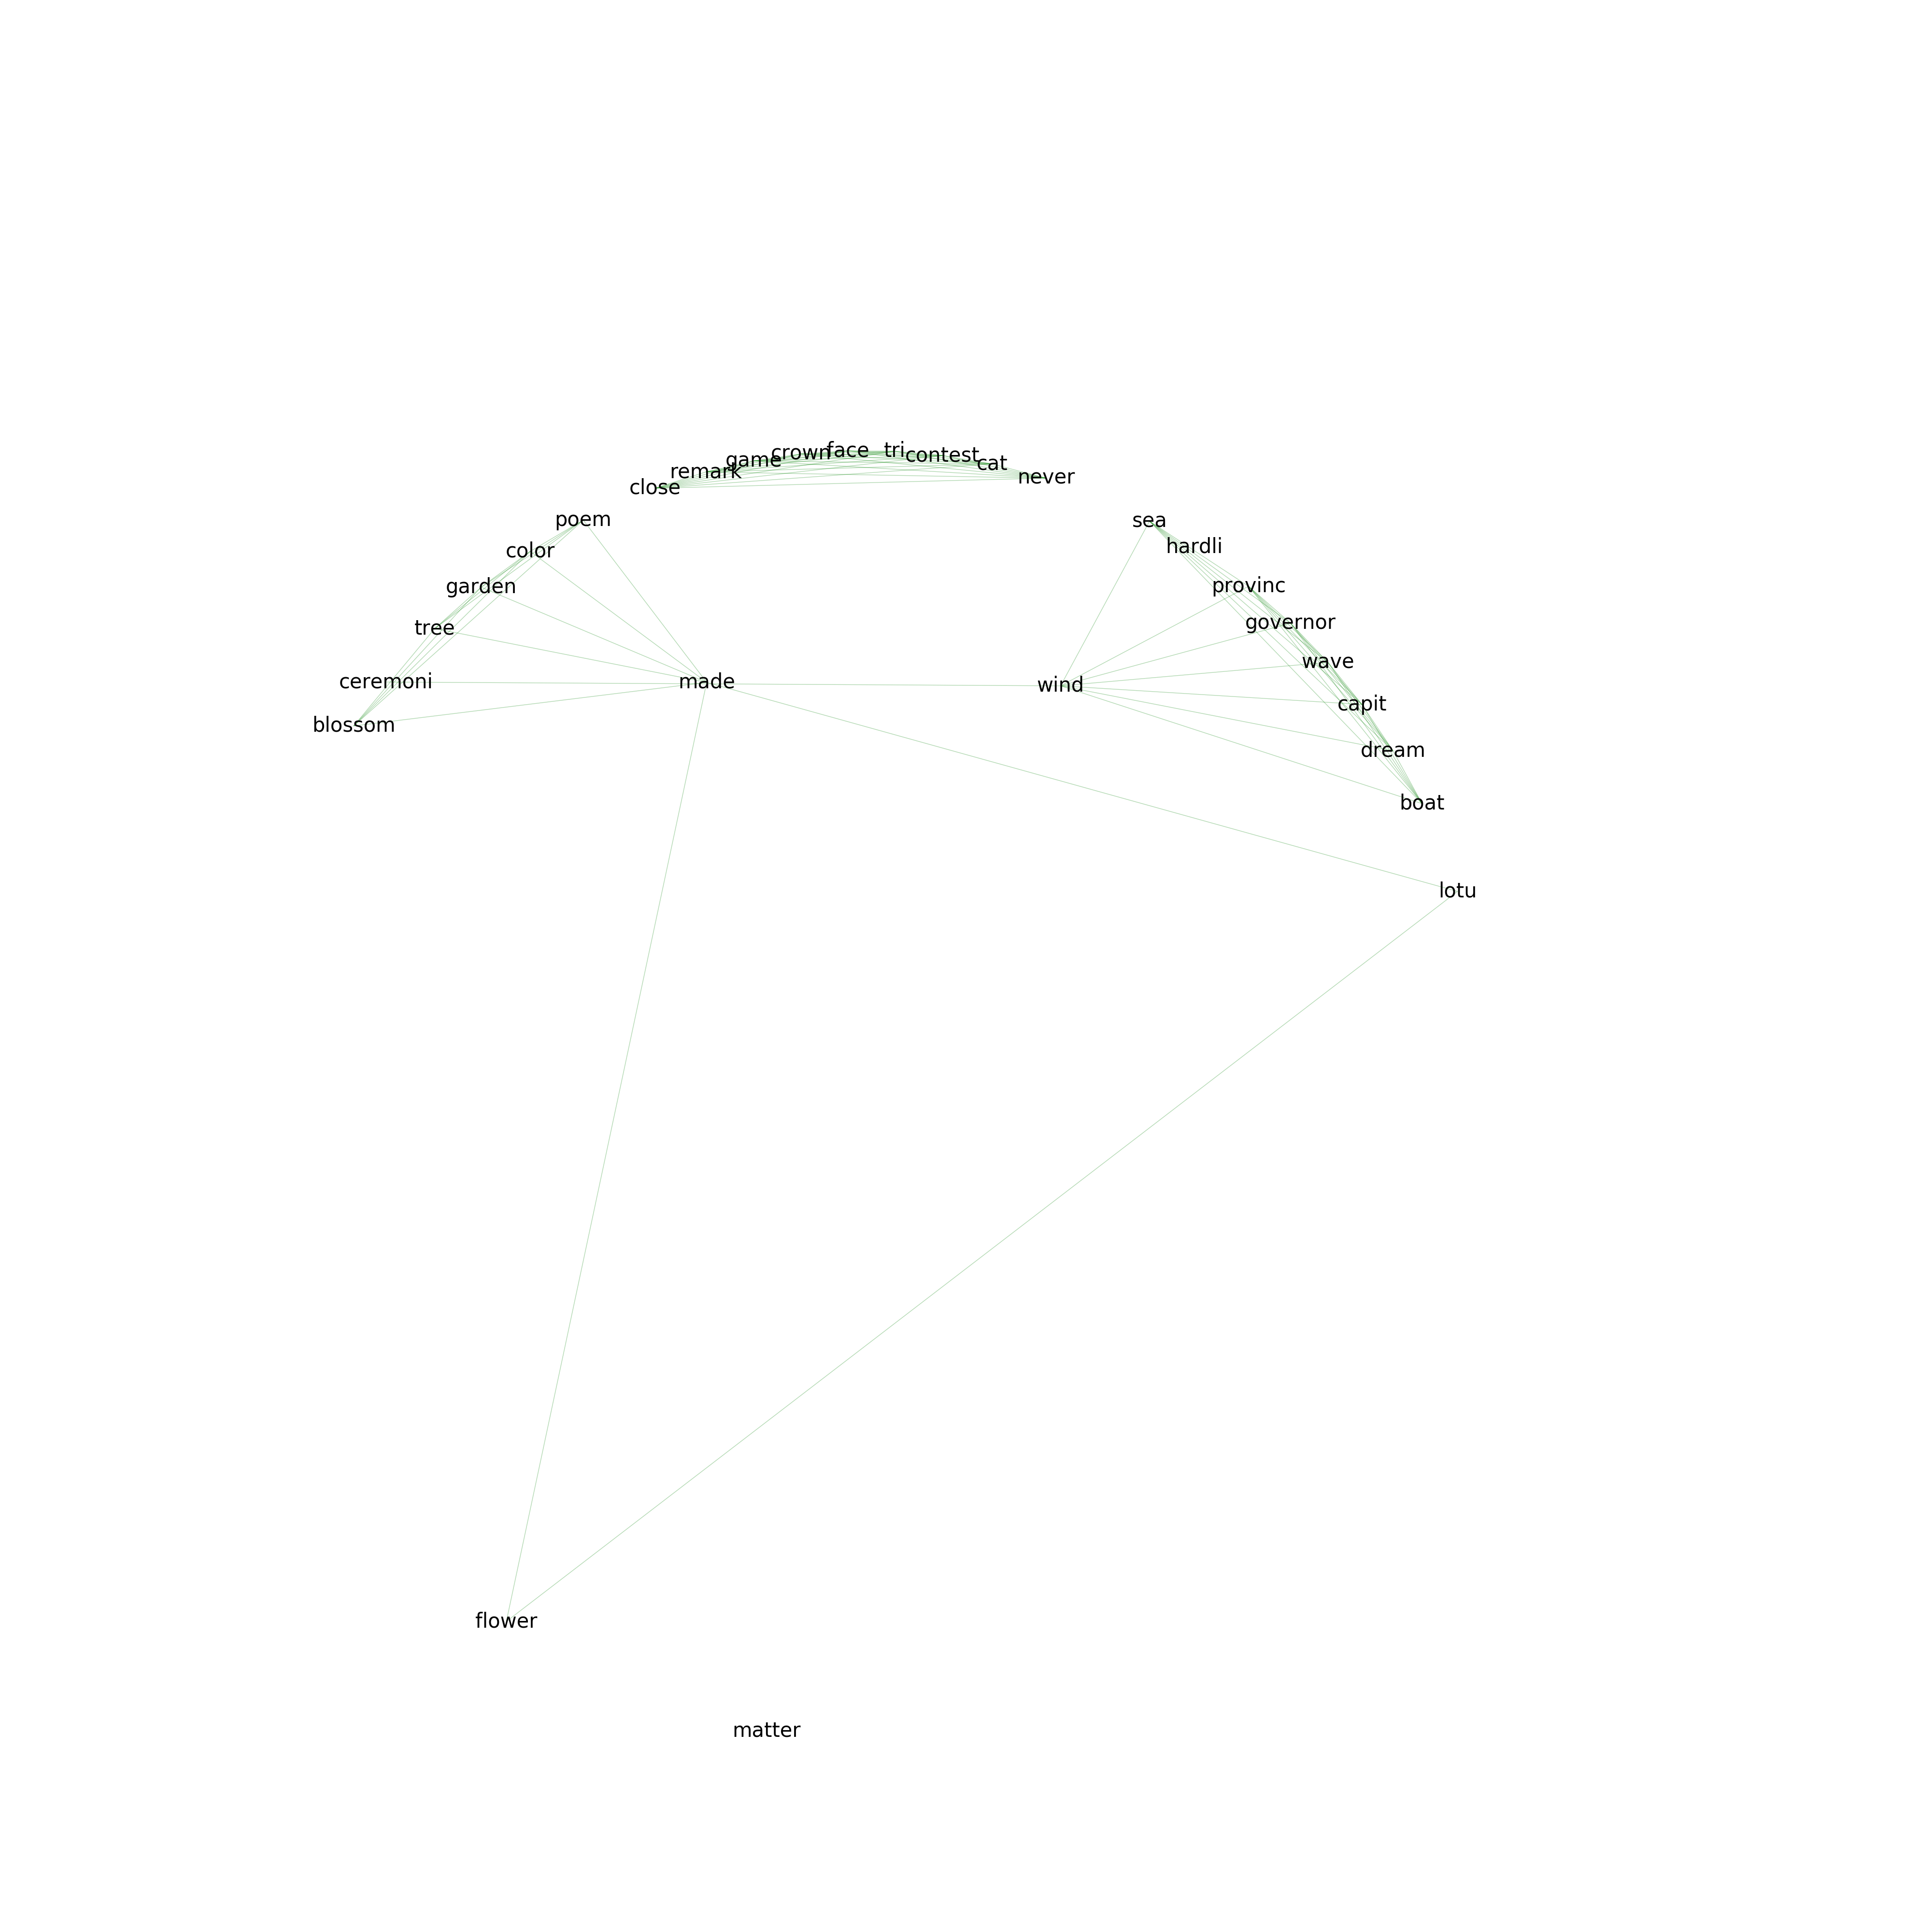 face
tri
crown
contest
game
cat
remark
never
close
poem
sea
hardli
color
provinc
garden
governor
tree
wave
ceremoni
made
wind
capit
blossom
dream
boat
lotu
flower
matter